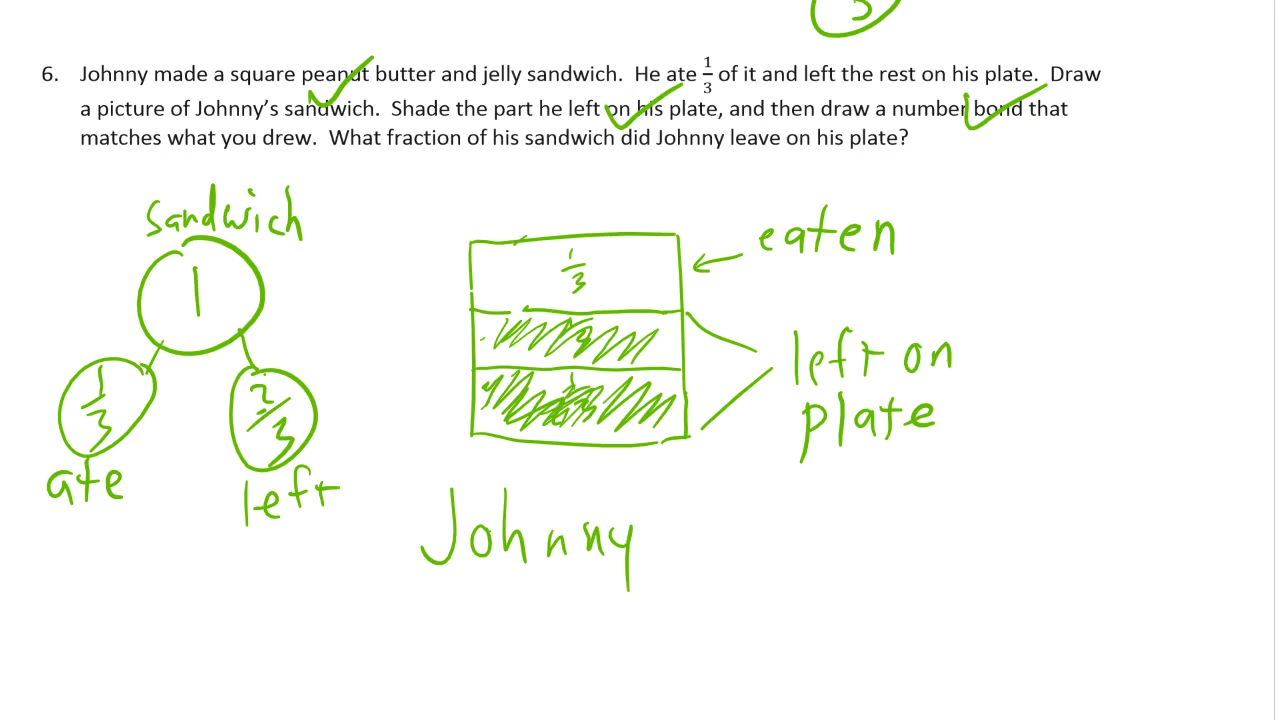 3
6. Johnny made a square peanut butter and jelly sandwich. He ate 1/3 of it and left the rest on his plate. Draw
a picture of Johnny's sandwich. Shade the part he left on his plate, and then draw a number bond that
matches what you drew. What fraction of his sandwich did Johnny leave on his plate?
sandwich
1
1/3
2/3
ate
left
1/3
eaten
left on
plate
Johnny